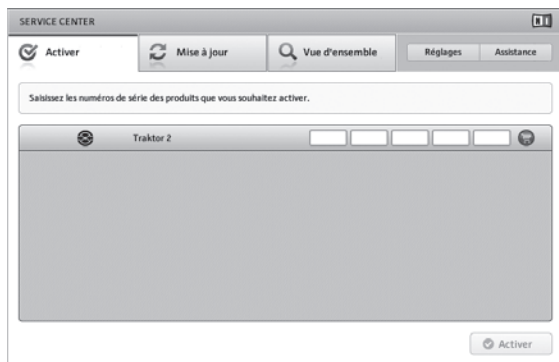 SERVICE CENTER
Activer
Mise à jour
Vue d'ensemble
Réglages
Assistance
Saisissez les numéros de série des produits que vous souhaitez activer.
Traktor 2
Activer